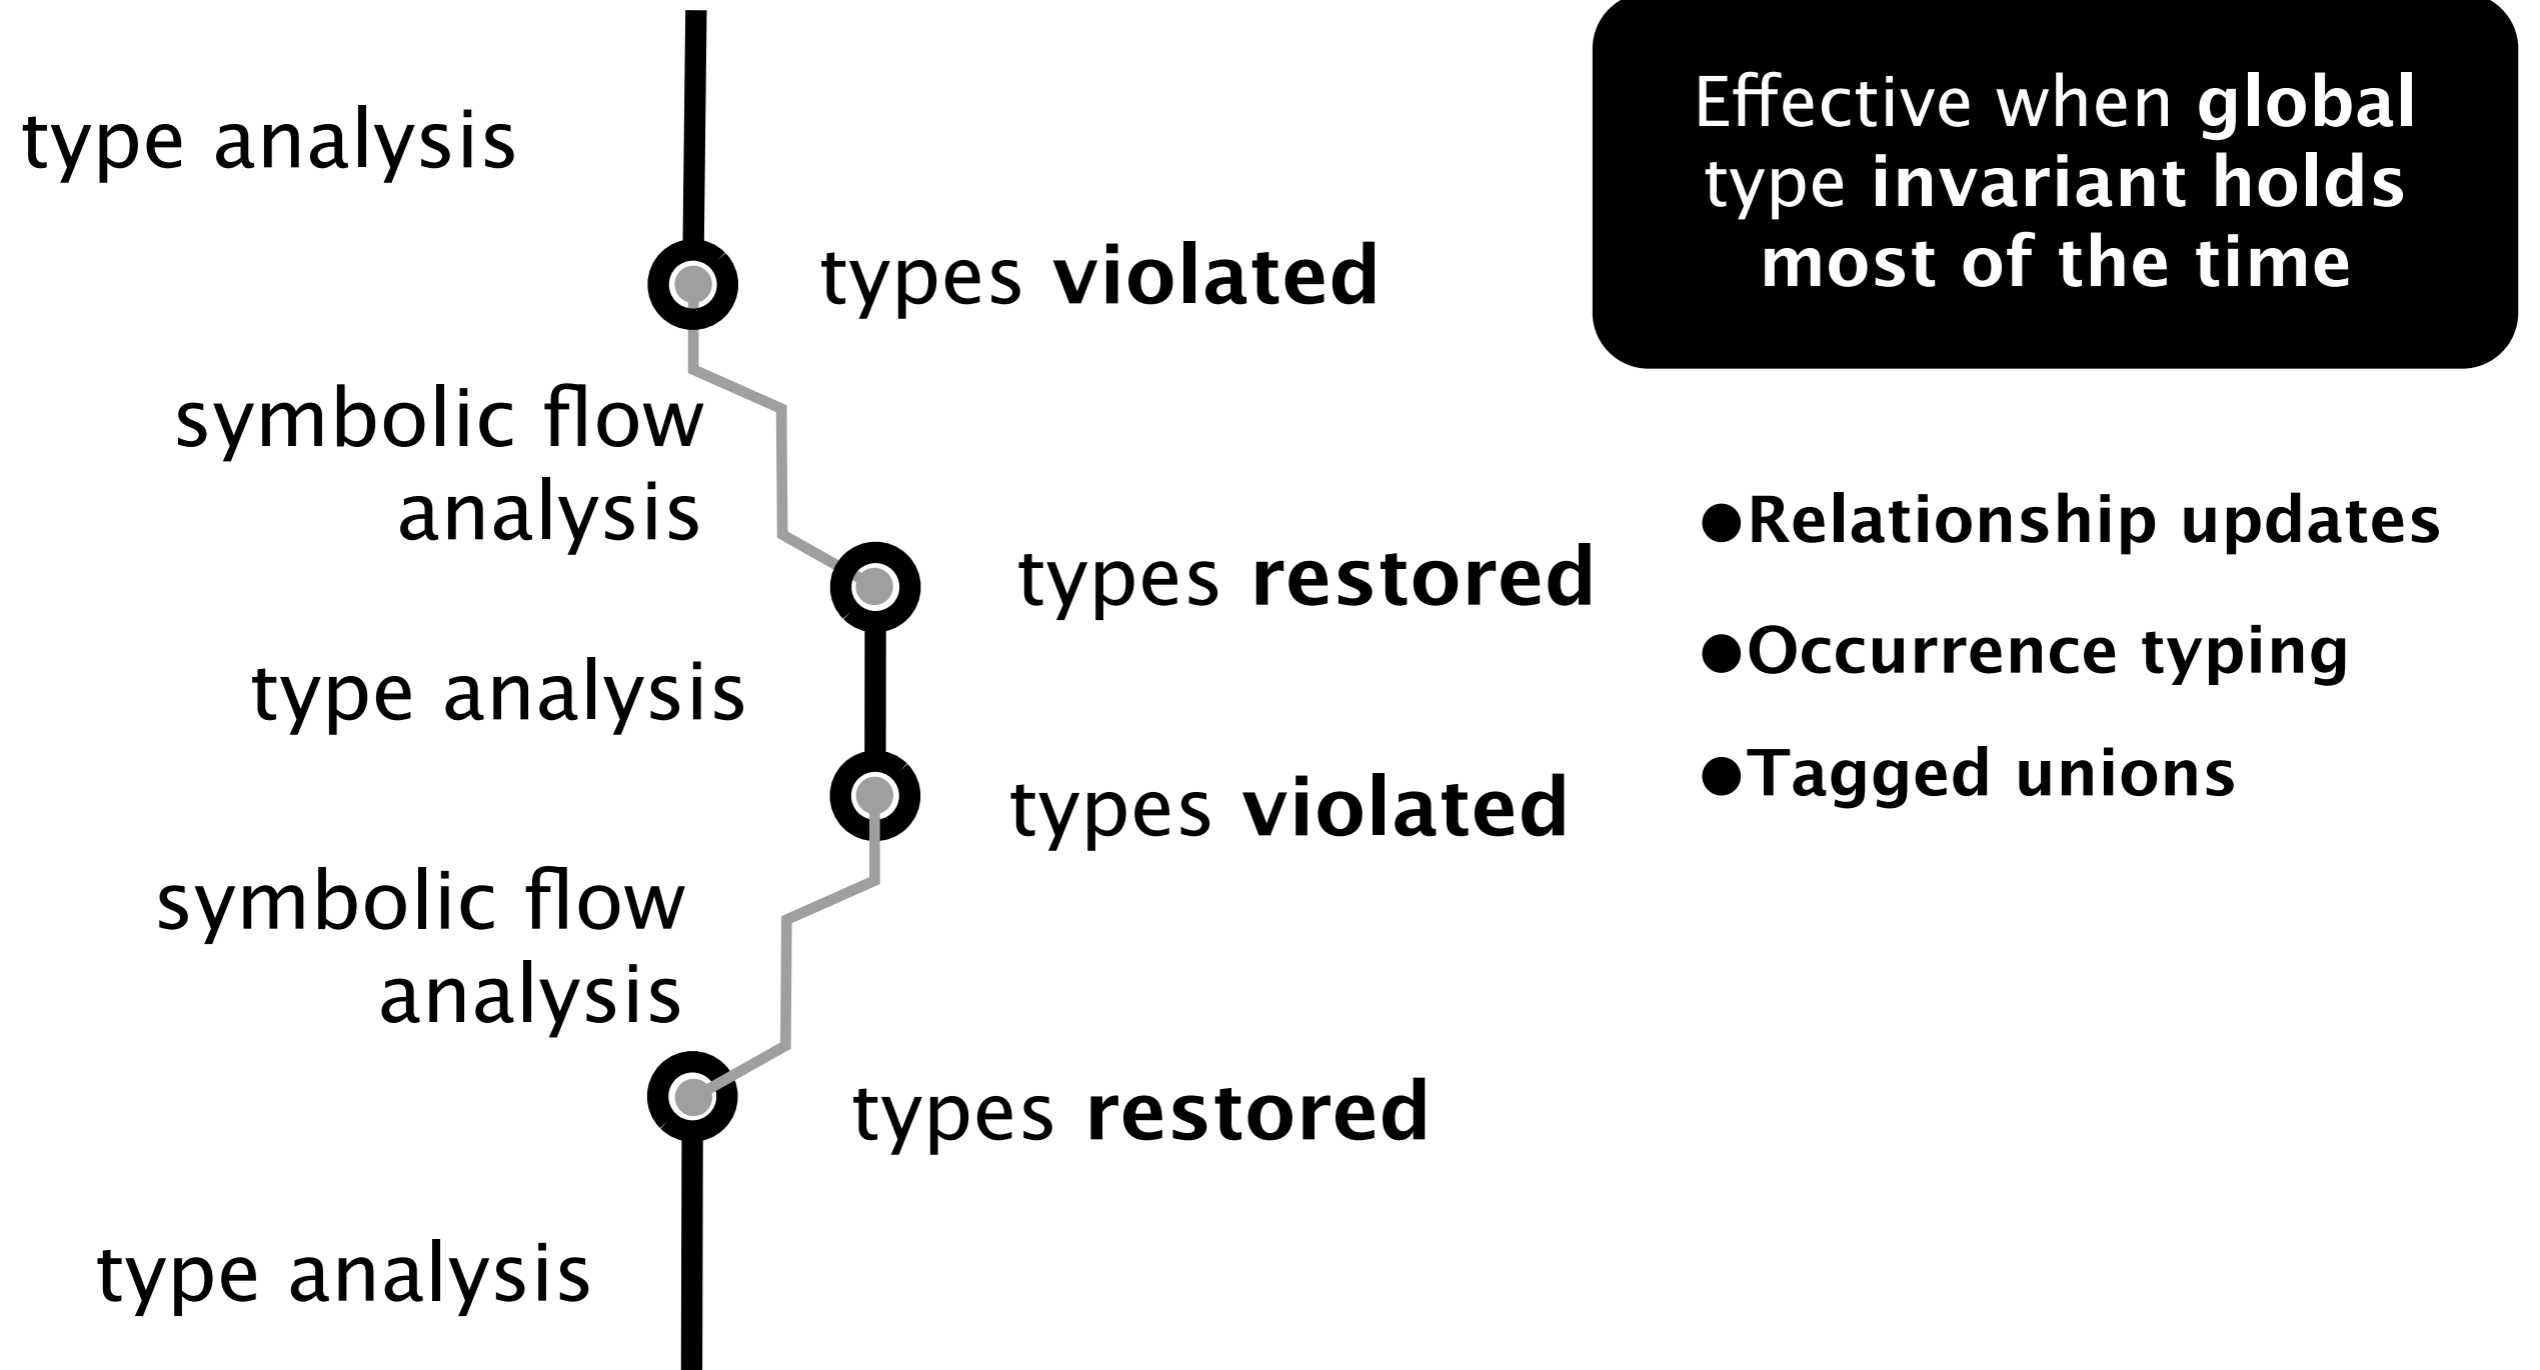 type analysis
types violated
symbolic flow
analysis
types restored
type analysis
types violated
symbolic flow
analysis
types restored
type analysis
Effective when global
type invariant holds
most of the time
●Relationship updates
●Occurrence typing
●Tagged unions